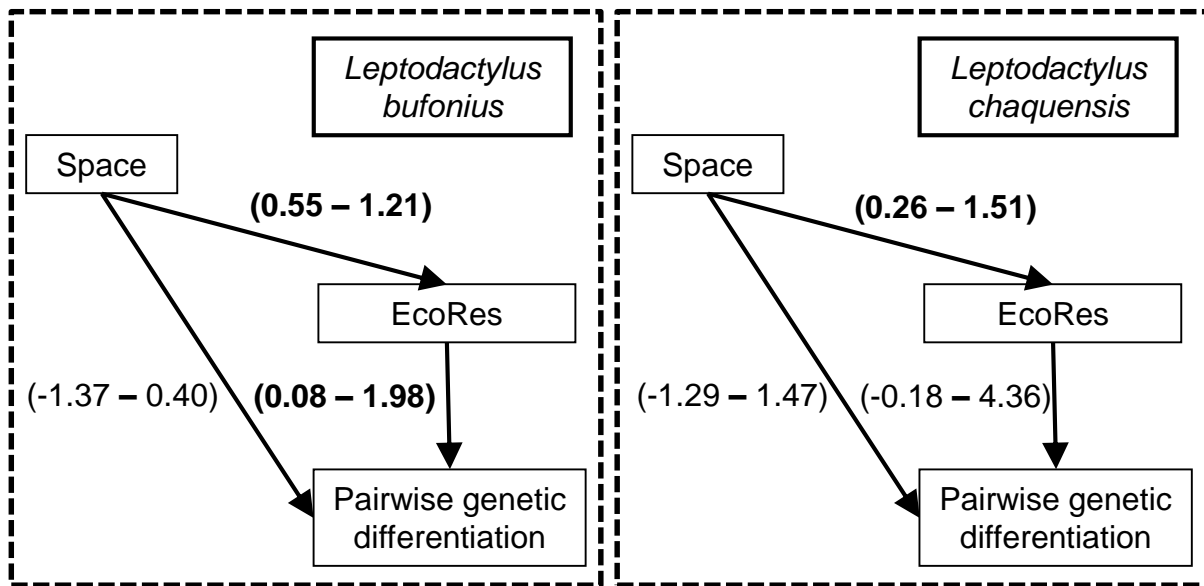 Leptodactylus
bufonius
Space
(0.55 – 1.21)
EcoRes
(-1.37 – 0.40)
(0.08 – 1.98)
Pairwise genetic
differentiation
Leptodactylus
chaquensis
Space
(0.26 – 1.51)
EcoRes
(-1.29 – 1.47)
(-0.18 – 4.36)
Pairwise genetic
differentiation